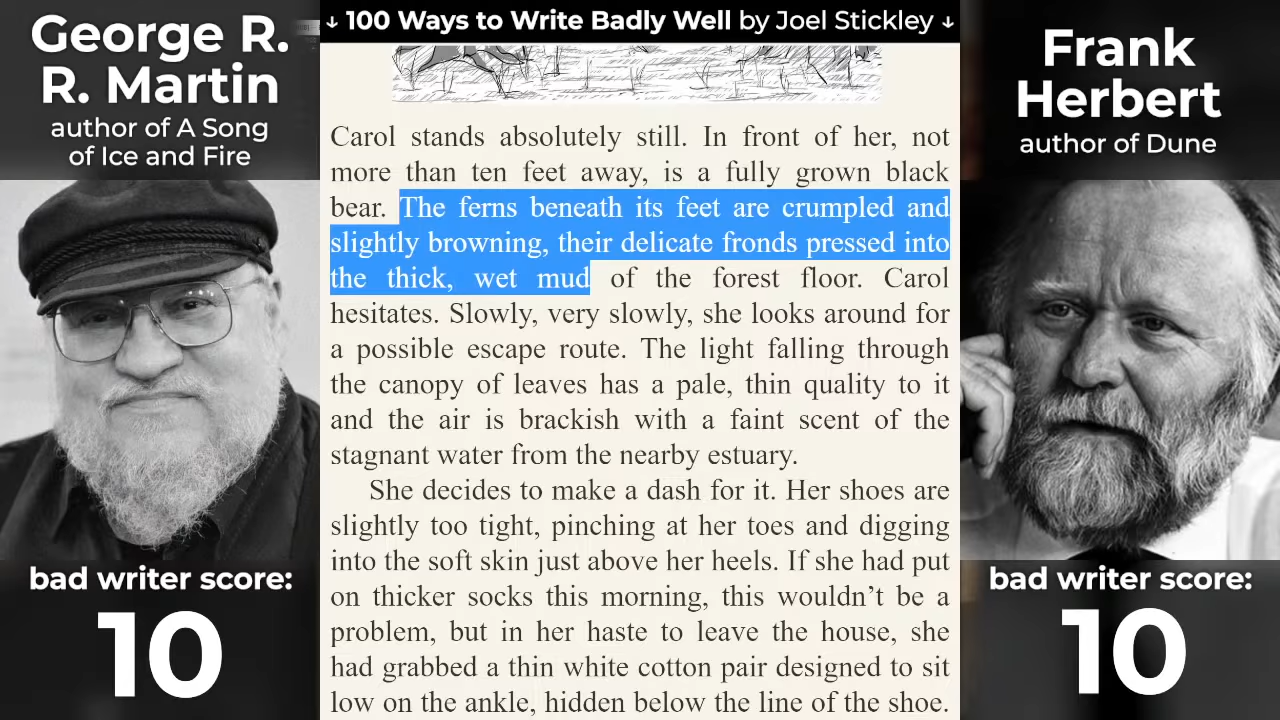 George R.
R. Martin
author of A Song
of Ice and Fire
bad writer score:
10
↓ 100 Ways to Write Badly Well by Joel Stickley ↓
Carol stands absolutely still. In front of her, not
more than ten feet away, is a fully grown black
bear. The ferns beneath its feet are crumpled and
slightly browning, their delicate fronds pressed into
the thick, wet mud of the forest floor. Carol
hesitates. Slowly, very slowly, she looks around for
a possible escape route. The light falling through
the canopy of leaves has a pale, thin quality to it
and the air is brackish with a faint scent of the
stagnant water from the nearby estuary.
She decides to make a dash for it. Her shoes are
slightly too tight, pinching at her toes and digging
into the soft skin just above her heels. If she had put
on thicker socks this morning, this wouldn’t be a
problem, but in her haste to leave the house, she
had grabbed a thin white cotton pair designed to sit
low on the ankle, hidden below the line of the shoe.
Frank
Herbert
author of Dune
bad writer score:
10